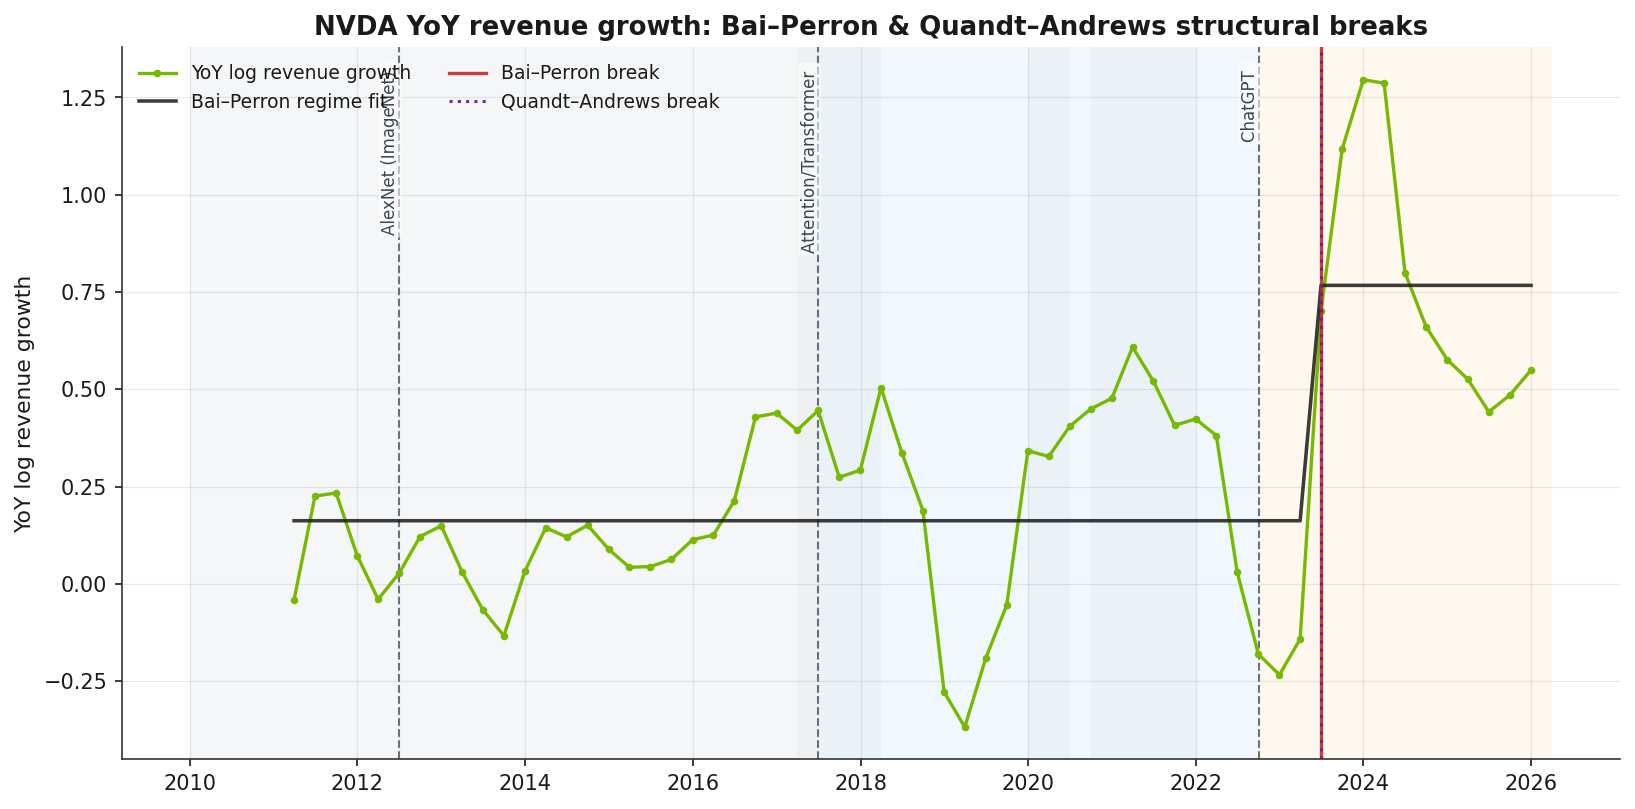 NVDA YoY revenue growth: Bai–Perron & Quandt–Andrews structural breaks
YoY log revenue growth
Bai–Perron regime fit
Bai–Perron break
Quandt–Andrews break
AlexNet (ImageNet)
Attention/Transformer
ChatGPT
YoY log revenue growth
1.25
1.00
0.75
0.50
0.25
0.00
−0.25
2010
2012
2014
2016
2018
2020
2022
2024
2026